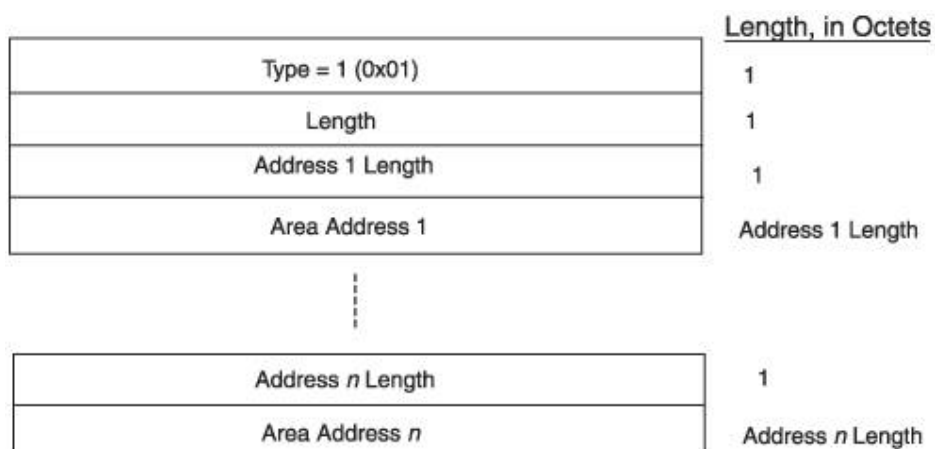 Length, in Octets
Type = 1 (0x01) 1
Length 1
Address 1 Length 1
Area Address 1 Address 1 Length
Address n Length 1
Area Address n Address n Length